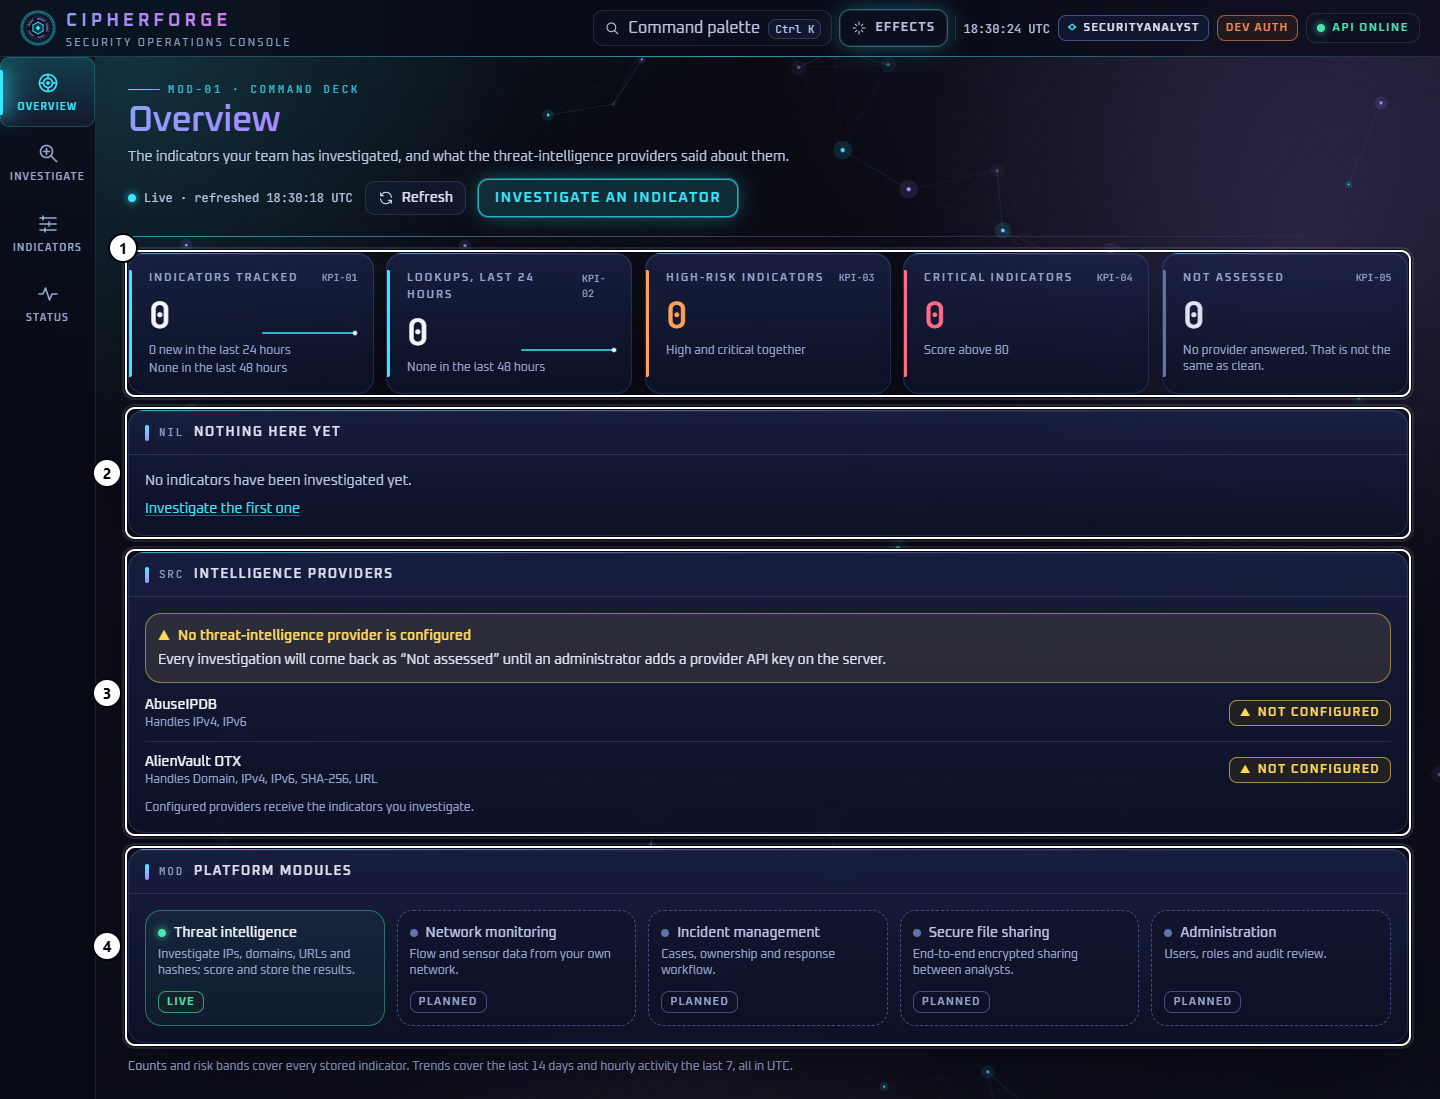 CIPHERFORGE
SECURITY OPERATIONS CONSOLE
Command palette Ctrl K
EFFECTS
18:30:24 UTC
SECURITYANALYST
DEV AUTH
API ONLINE
OVERVIEW
INVESTIGATE
INDICATORS
STATUS
MOD-01 · COMMAND DECK
Overview
The indicators your team has investigated, and what the threat-intelligence providers said about them.
Live · refreshed 18:30:18 UTC
Refresh
INVESTIGATE AN INDICATOR
1
INDICATORS TRACKED KPI-01
0
0 new in the last 24 hours
None in the last 48 hours
LOOKUPS, LAST 24
HOURS
KPI-
02
0
None in the last 48 hours
HIGH-RISK INDICATORS KPI-03
0
High and critical together
CRITICAL INDICATORS KPI-04
0
Score above 80
NOT ASSESSED KPI-05
0
No provider answered. That is not the
same as clean.
2
NIL NOTHING HERE YET
No indicators have been investigated yet.
Investigate the first one
3
SRC INTELLIGENCE PROVIDERS
No threat-intelligence provider is configured
Every investigation will come back as “Not assessed” until an administrator adds a provider API key on the server.
AbuseIPDB
Handles IPv4, IPv6
NOT CONFIGURED
AlienVault OTX
Handles Domain, IPv4, IPv6, SHA-256, URL
NOT CONFIGURED
Configured providers receive the indicators you investigate.
4
MOD PLATFORM MODULES
Threat intelligence
Investigate IPs, domains, URLs and
hashes; score and store the results.
LIVE
Network monitoring
Flow and sensor data from your own
network.
PLANNED
Incident management
Cases, ownership and response
workflow.
PLANNED
Secure file sharing
End-to-end encrypted sharing
between analysts.
PLANNED
Administration
Users, roles and audit review.
PLANNED
Counts and risk bands cover every stored indicator. Trends cover the last 14 days and hourly activity the last 7, all in UTC.